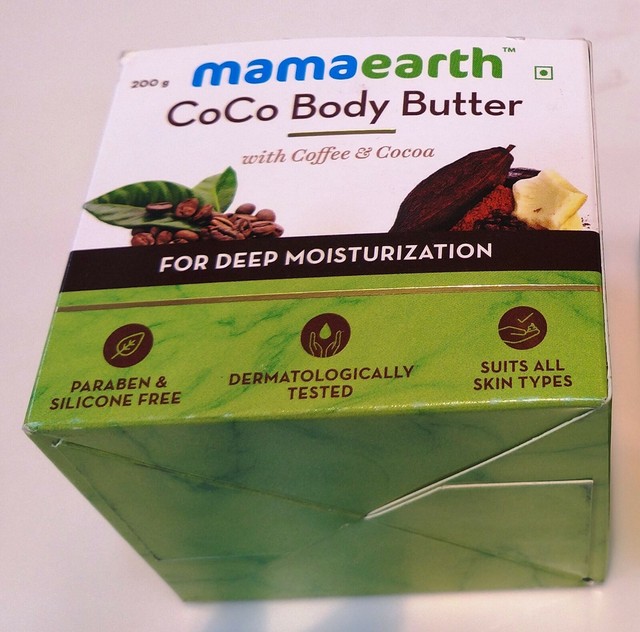 mamaearth™
200 g
CoCo Body Butter
with Coffee & Cocoa
FOR DEEP MOISTURIZATION
PARABEN &
SILICONE FREE
DERMATOLOGICALLY
TESTED
SUITS ALL
SKIN TYPES